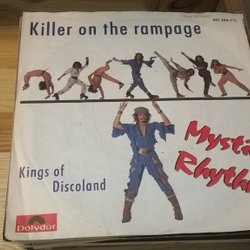 Killer on the rampage
Mystic
Rhythm
Kings of
Discoland
Polydor